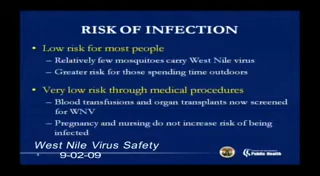 RISK OF INFECTION
• Low risk for most people
– Relatively few mosquitoes carry West Nile virus
– Greater risk for those spending time outdoors
• Very low risk through medical procedures
– Blood transfusions and organ transplants now screened
for WNV
– Pregnancy and nursing do not increase risk of being
infected
West Nile Virus Safety
9-02-09
Public Health